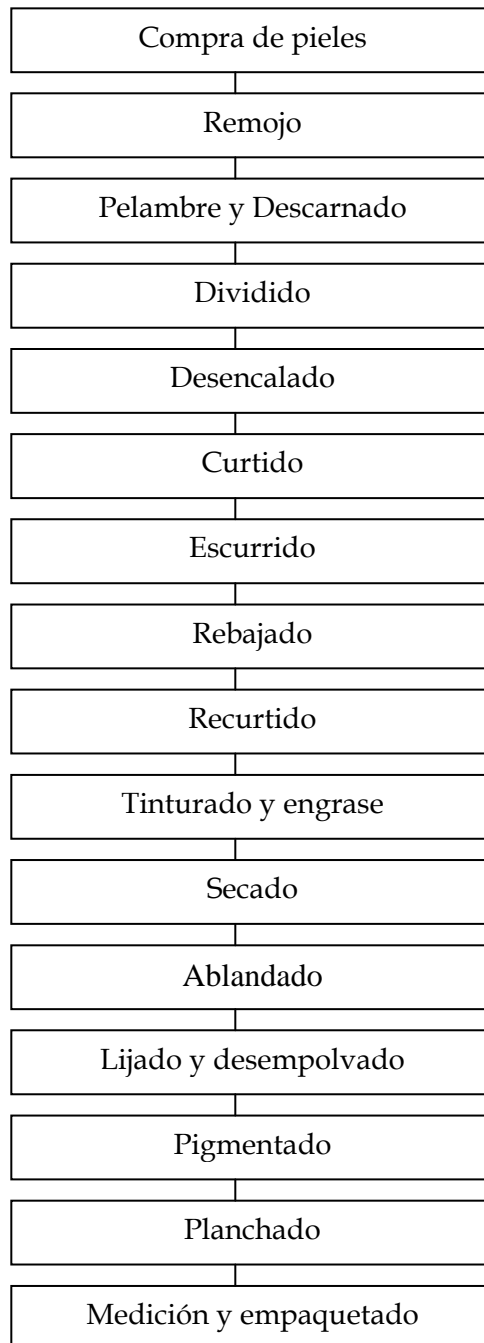 Compra de pieles
Remojo
Pelambre y Descarnado
Dividido
Desencalado
Curtido
Escurrido
Rebajado
Recurtido
Tinturado y engrase
Secado
Ablandado
Lijado y desempolvado
Pigmentado
Planchado
Medición y empaquetado